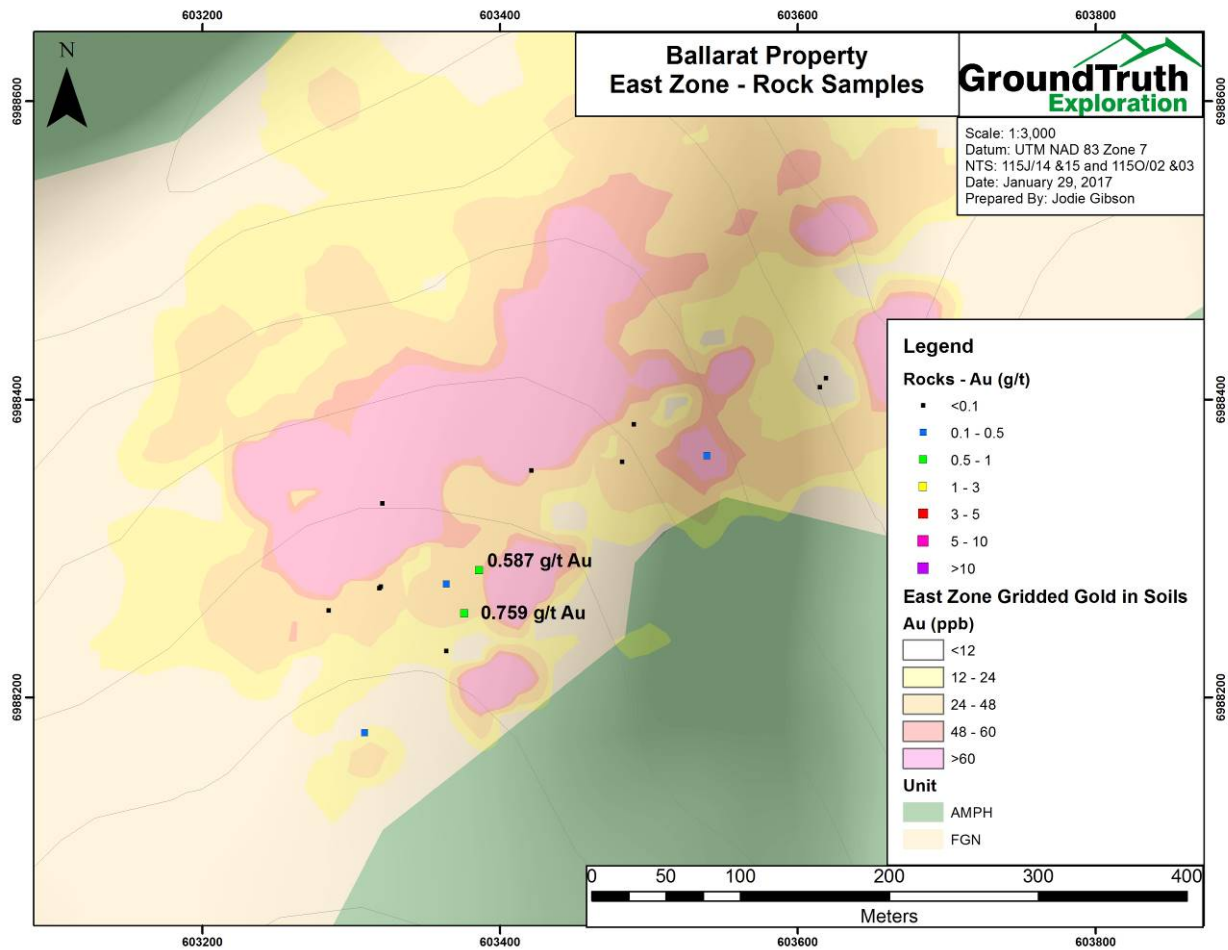 603200
603400
603600
603800
N
Ballarat Property
East Zone - Rock Samples
GroundTruth
Exploration
Scale: 1:3,000
Datum: UTM NAD 83 Zone 7
NTS: 115J/14 &15 and 115O/02 &03
Date: January 29, 2017
Prepared By: Jodie Gibson
6988600
6988600
6988400
6988400
6988200
6988200
0.587 g/t Au
0.759 g/t Au
Legend
Rocks - Au (g/t)
<0.1
0.1 - 0.5
0.5 - 1
1 - 3
3 - 5
5 - 10
>10
East Zone Gridded Gold in Soils
Au (ppb)
<12
12 - 24
24 - 48
48 - 60
>60
Unit
AMPH
FGN
0 50 100 200 300 400
Meters
603200
603400
603600
603800